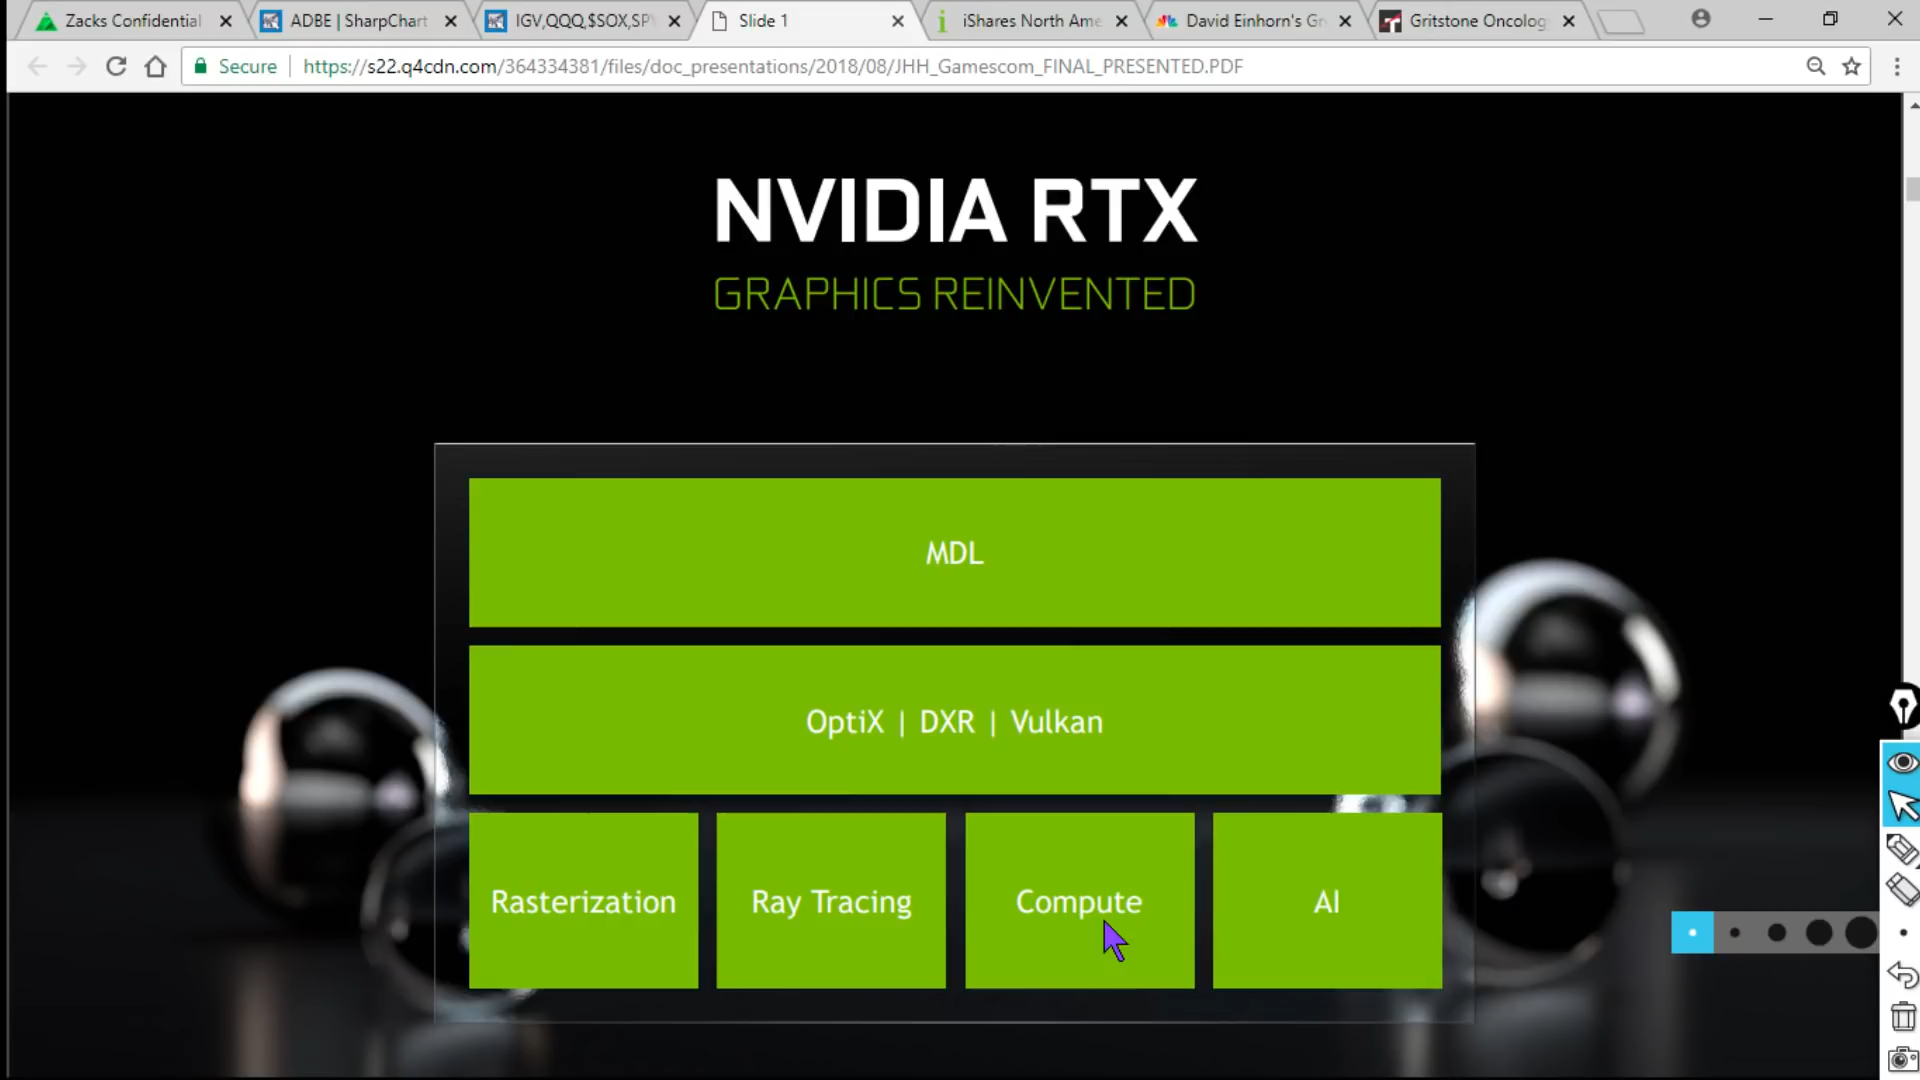 Zacks Confidential
ADBE | SharpChart
IGV,QQQ,$SOX,SP
Slide 1
iShares North Ame
David Einhorn's Gr
Gritstone Oncolog
Secure
https://s22.q4cdn.com/364334381/files/doc_presentations/2018/08/JHH_Gamescom_FINAL_PRESENTED.PDF
NVIDIA RTX
GRAPHICS REINVENTED
MDL
OptiX | DXR | Vulkan
Rasterization
Ray Tracing
Compute
AI